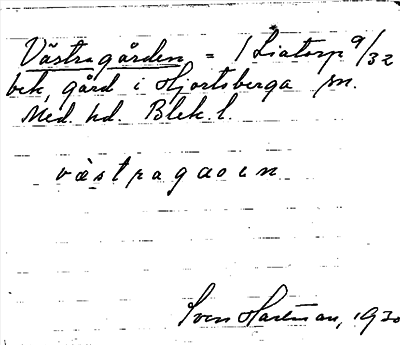 Västragården = 1 Liatorp 9/32
bek. gård i Hjortsberga sn.
Med. hd. Blek. l.
västragaoen
Sven Hartman, 1930